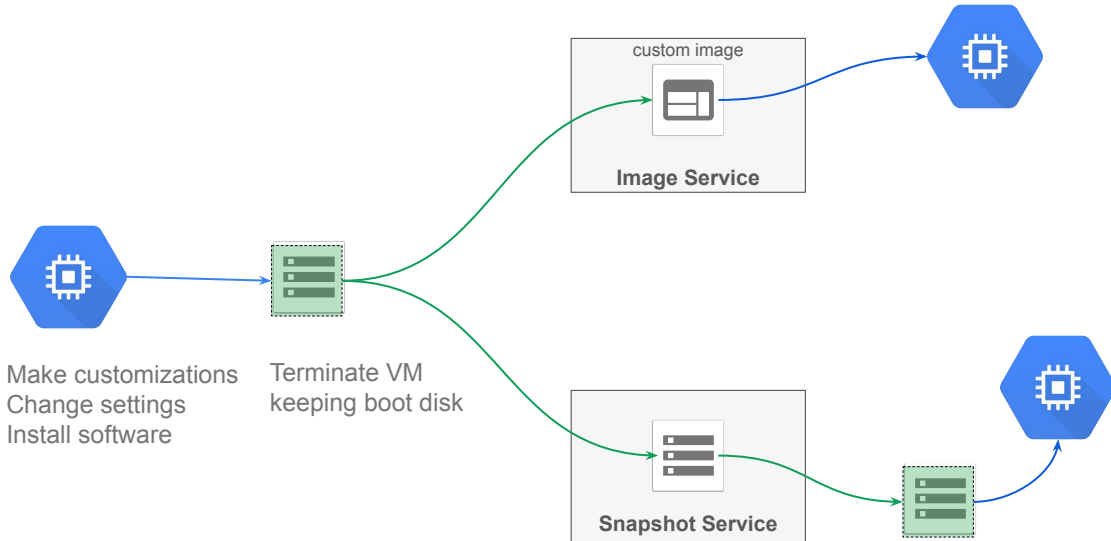 custom image
Image Service
Make customizations
Change settings
Install software
Terminate VM
keeping boot disk
Snapshot Service